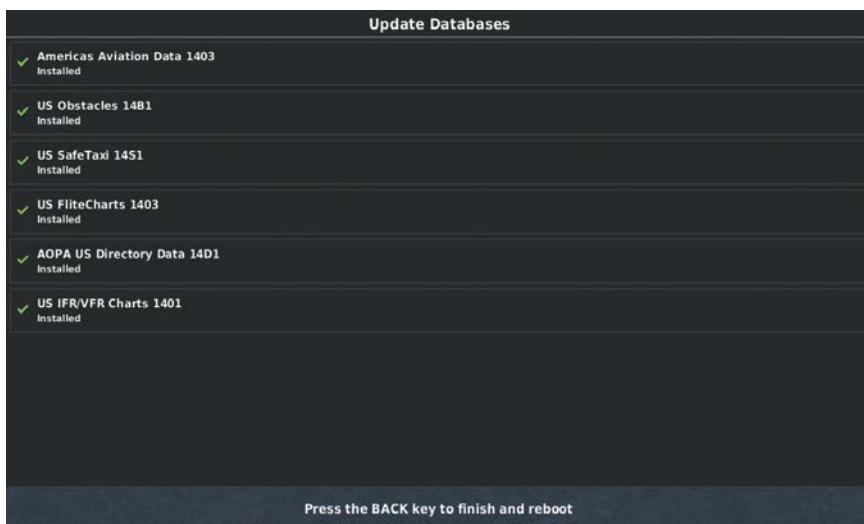 Update Databases
Americas Aviation Data 1403
Installed
US Obstacles 14B1
Installed
US SafeTaxi 14S1
Installed
US FliteCharts 1403
Installed
AOPA US Directory Data 14D1
Installed
US IFR/VFR Charts 1401
Installed
Press the BACK key to finish and reboot